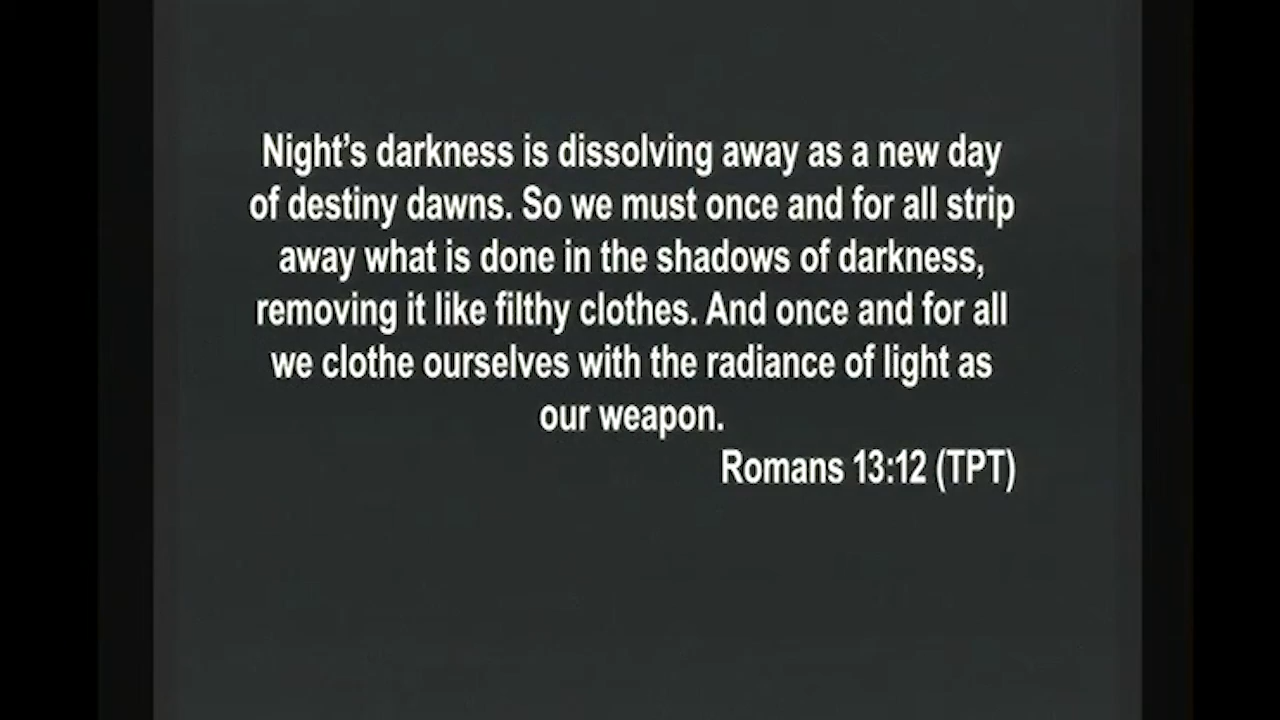 Night’s darkness is dissolving away as a new day
of destiny dawns. So we must once and for all strip
away what is done in the shadows of darkness,
removing it like filthy clothes. And once and for all
we clothe ourselves with the radiance of light as
our weapon.
Romans 13:12 (TPT)